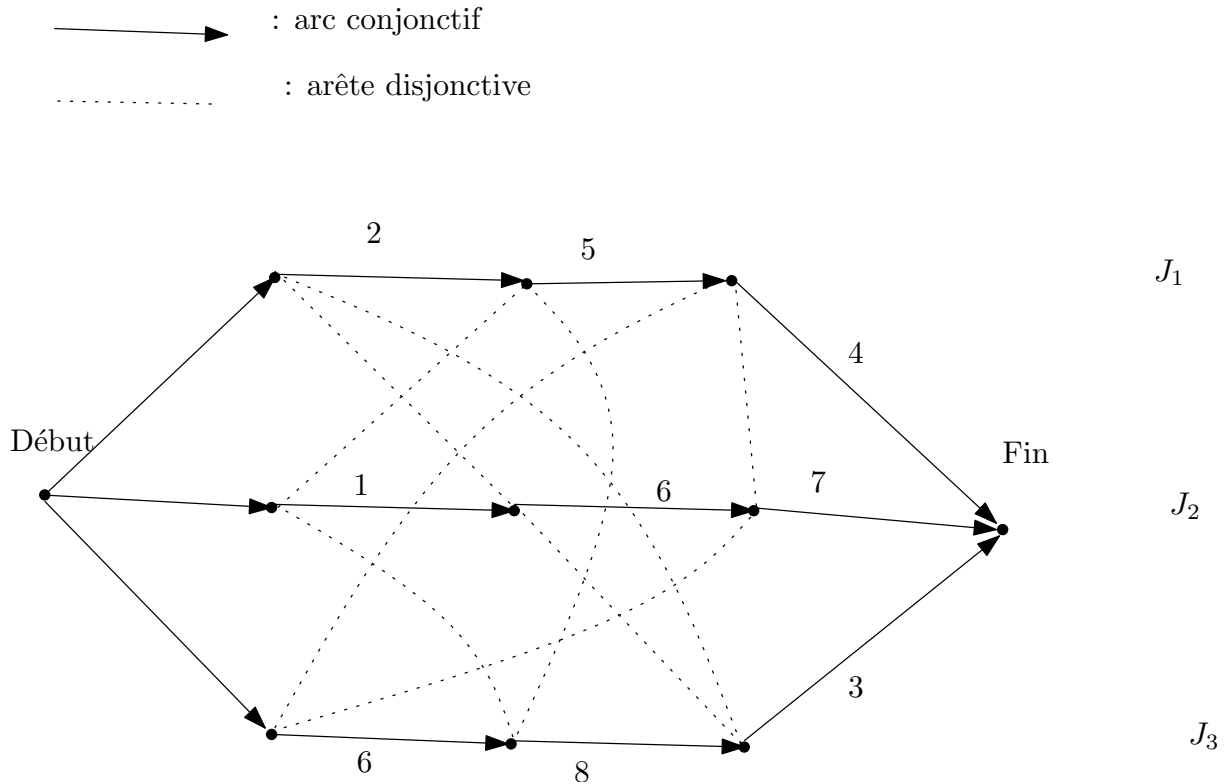 : arc conjonctif
: arête disjonctive
2
5
J1
4
Début
Fin
1
6
7
J2
3
J3
6
8